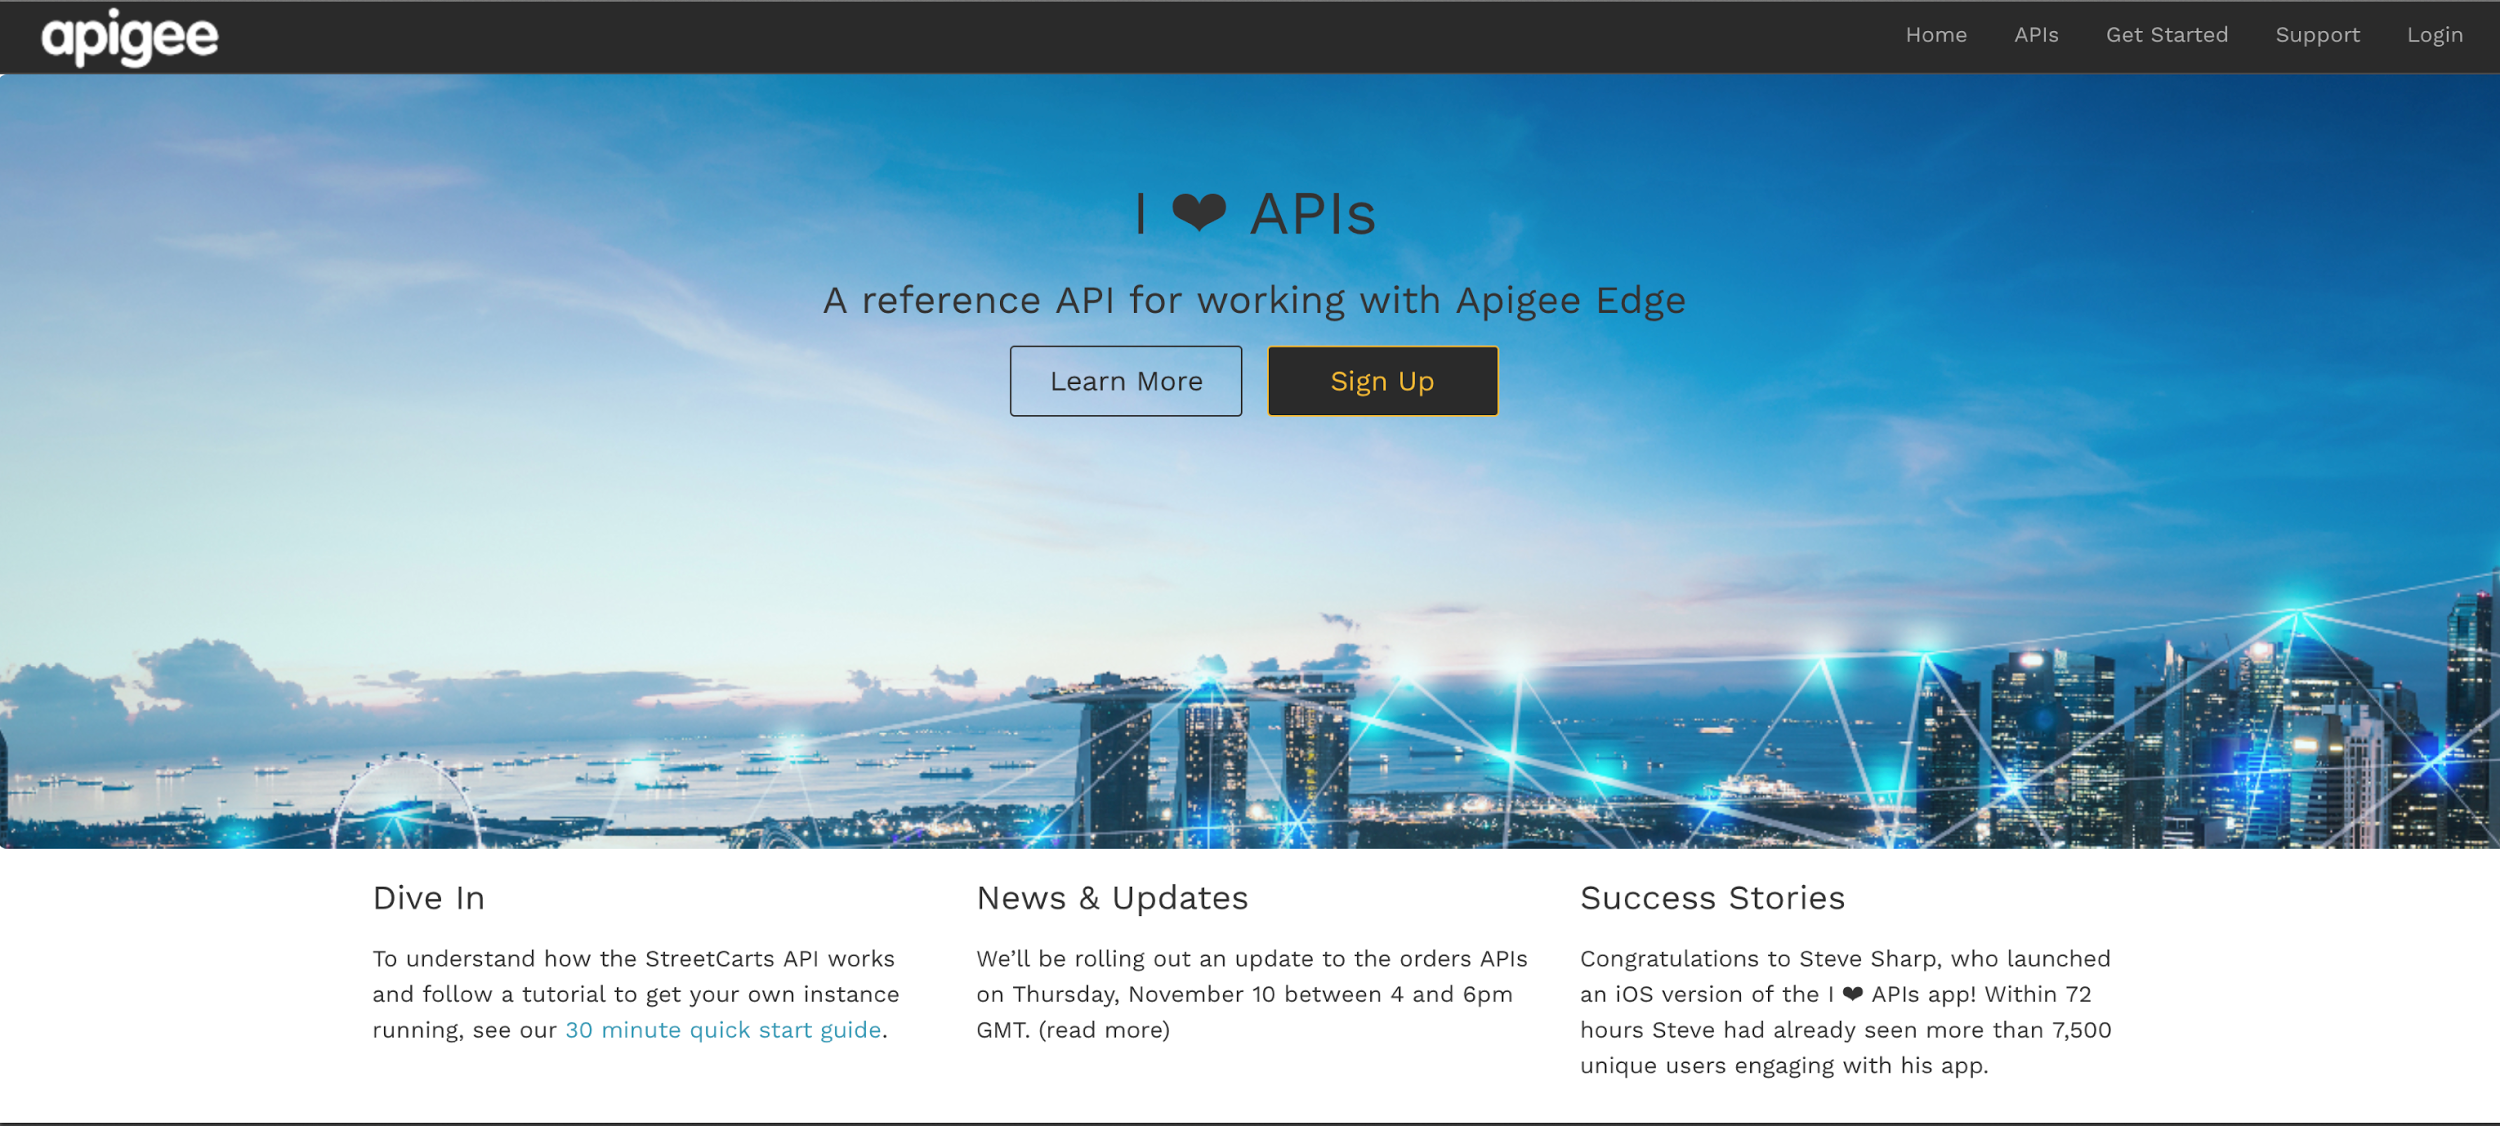 apigee
Home APIs Get Started Support Login
I ❤ APIs
A reference API for working with Apigee Edge
Learn More Sign Up
Dive In
To understand how the StreetCarts API works
and follow a tutorial to get your own instance
running, see our 30 minute quick start guide.
News & Updates
We’ll be rolling out an update to the orders APIs
on Thursday, November 10 between 4 and 6pm
GMT. (read more)
Success Stories
Congratulations to Steve Sharp, who launched
an iOS version of the I ❤ APIs app! Within 72
hours Steve had already seen more than 7,500
unique users engaging with his app.